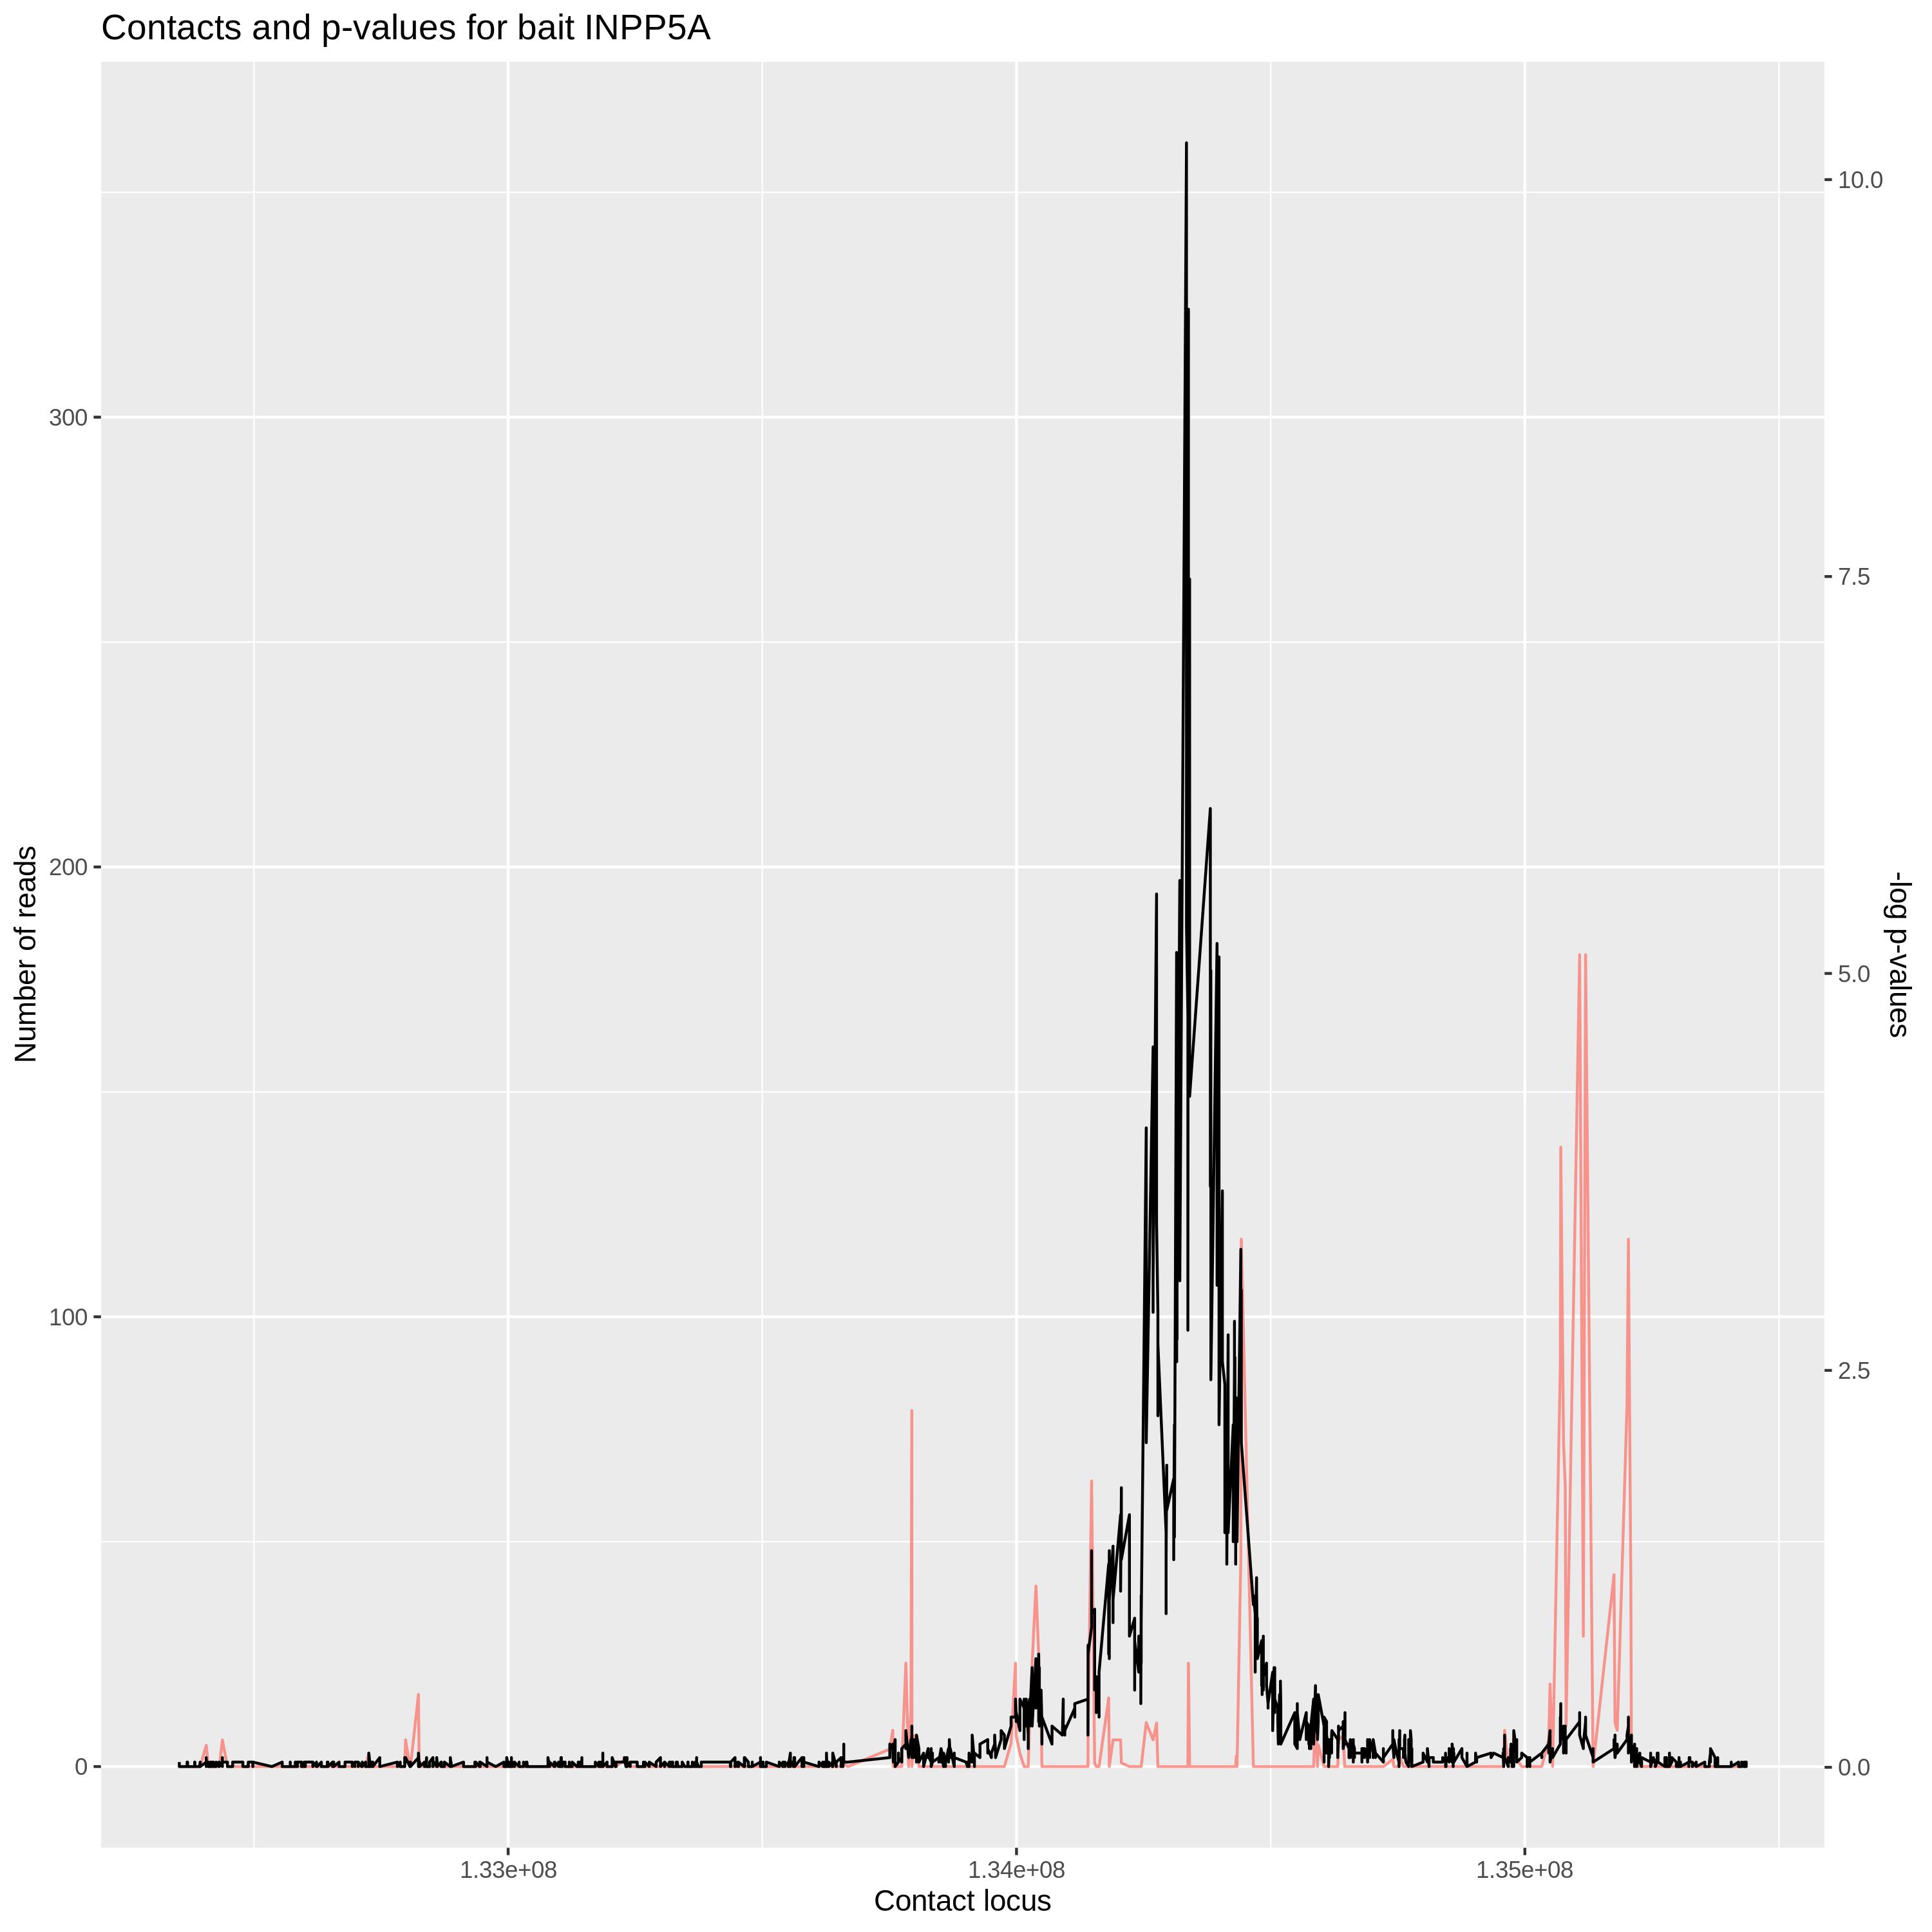 Contacts and p-values for bait INPP5A
Number of reads
300
200
100
0
10.0
7.5
5.0
2.5
0.0
-log p-values
1.33e+08
1.34e+08
1.35e+08
Contact locus